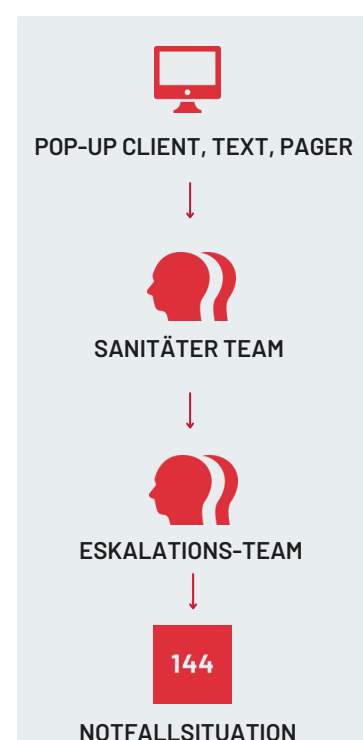 POP-UP CLIENT, TEXT, PAGER
SANITÄTER TEAM
ESKALATIONS-TEAM
144
NOTFALLSITUATION